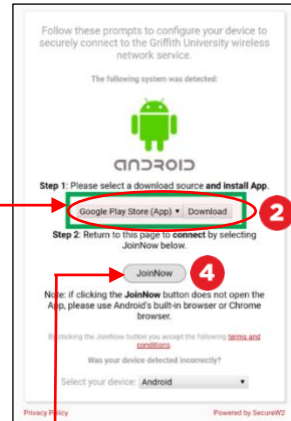 Follow these prompts to configure your device to
securely connect to the Griffith University wireless
network service.
The following system was detected:
ANDROID
Step 1: Please select a download source and install App.
Google Play Store (App) Download
2
Step 2: Return to this page to connect by selecting
JoinNow below.
JoinNow
4
Note: if clicking the JoinNow button does not open the
App, please use Android's built-in browser or Chrome
browser.
By clicking the JoinNow button you accept the following terms and
conditions.
Was your device detected incorrectly?
Select your device: Android
Privacy Policy Powered by SecureW2